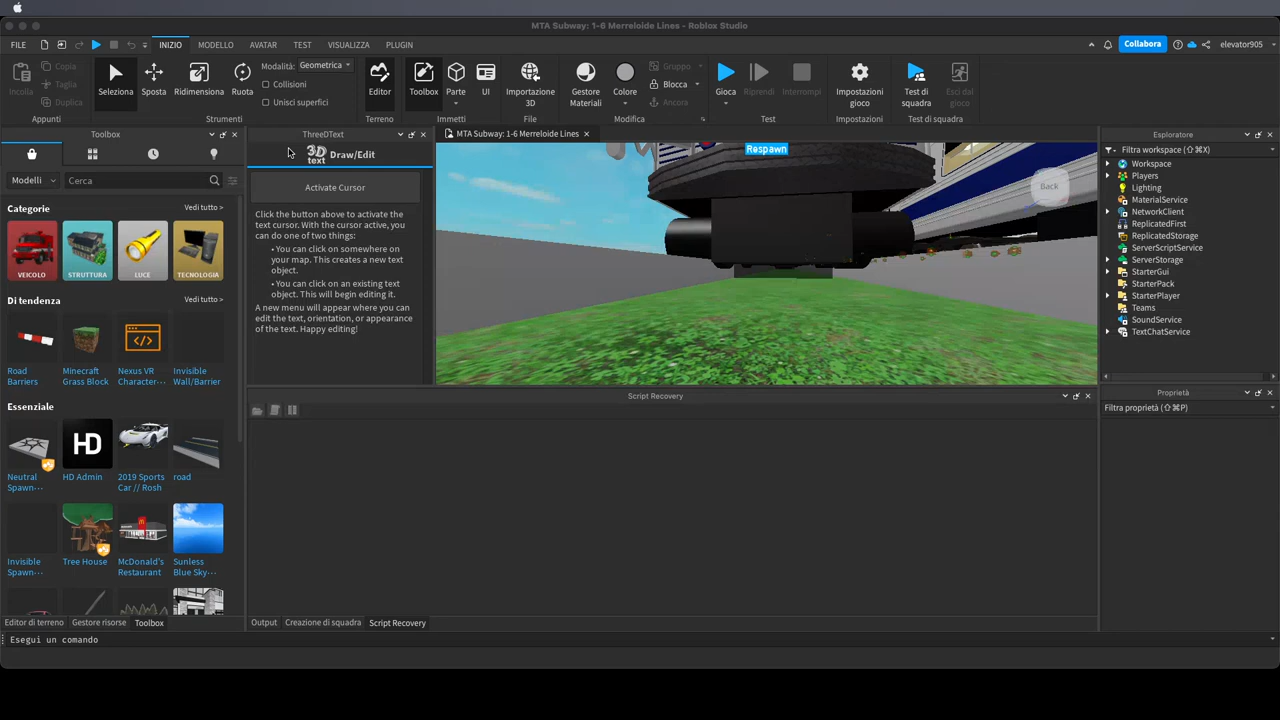 MTA Subway: 1-6 Merreloide Lines - Roblox Studio
FILE
INIZIO
MODELLO
AVATAR
TEST
VISUALIZZA
PLUGIN
Collabora
elevator905
Incolla
Copia
Taglia
Duplica
Appunti
Seleziona
Sposta
Ridimensiona
Ruota
Modalità: Geometrica
Collisioni
Unisci superfici
Strumenti
Editor
Terreno
Toolbox
Parte
UI
Immetti
Importazione
3D
File
Gestore
Materiali
Colore
Gruppo
Blocca
Ancora
Modifica
Gioca
Riprendi
Interrompi
Test
Impostazioni
gioco
Impostazioni
Test di
squadra
Esci dal
gioco
Test di squadra
Toolbox
Modelli
Cerca
Categorie
Vedi tutto >
VEICOLO
STRUTTURA
LUCE
TECNOLOGIA
Di tendenza
Vedi tutto >
Road
Barriers
Minecraft
Grass Block
Nexus VR
Character···
Invisible
Wall/Barrier
Essenziale
HD
Neutral
Spawn···
HD Admin
2019 Sports
Car // Rosh
road
Invisible
Spawn···
Tree House
McDonald's
Restaurant
Sunless
Blue Sky···
Editor di terreno
Gestore risorse
Toolbox
ThreeDText
3D
text
Draw/Edit
Activate Cursor
Click the button above to activate the
text cursor. With the cursor active, you
can do one of two things:
• You can click on somewhere on
your map. This creates a new text
object.
• You can click on an existing text
object. This will begin editing it.
A new menu will appear where you can
edit the text, orientation, or appearance
of the text. Happy editing!
MTA Subway: 1-6 Merreloide Lines
Respawn
Back
Script Recovery
Output
Creazione di squadra
Script Recovery
Esploratore
Filtra workspace (⇧⌘X)
Workspace
Players
Lighting
MaterialService
NetworkClient
ReplicatedFirst
ReplicatedStorage
ServerScriptService
ServerStorage
StarterGui
StarterPack
StarterPlayer
Teams
SoundService
TextChatService
Proprietà
Filtra proprietà (⇧⌘P)
Esegui un comando